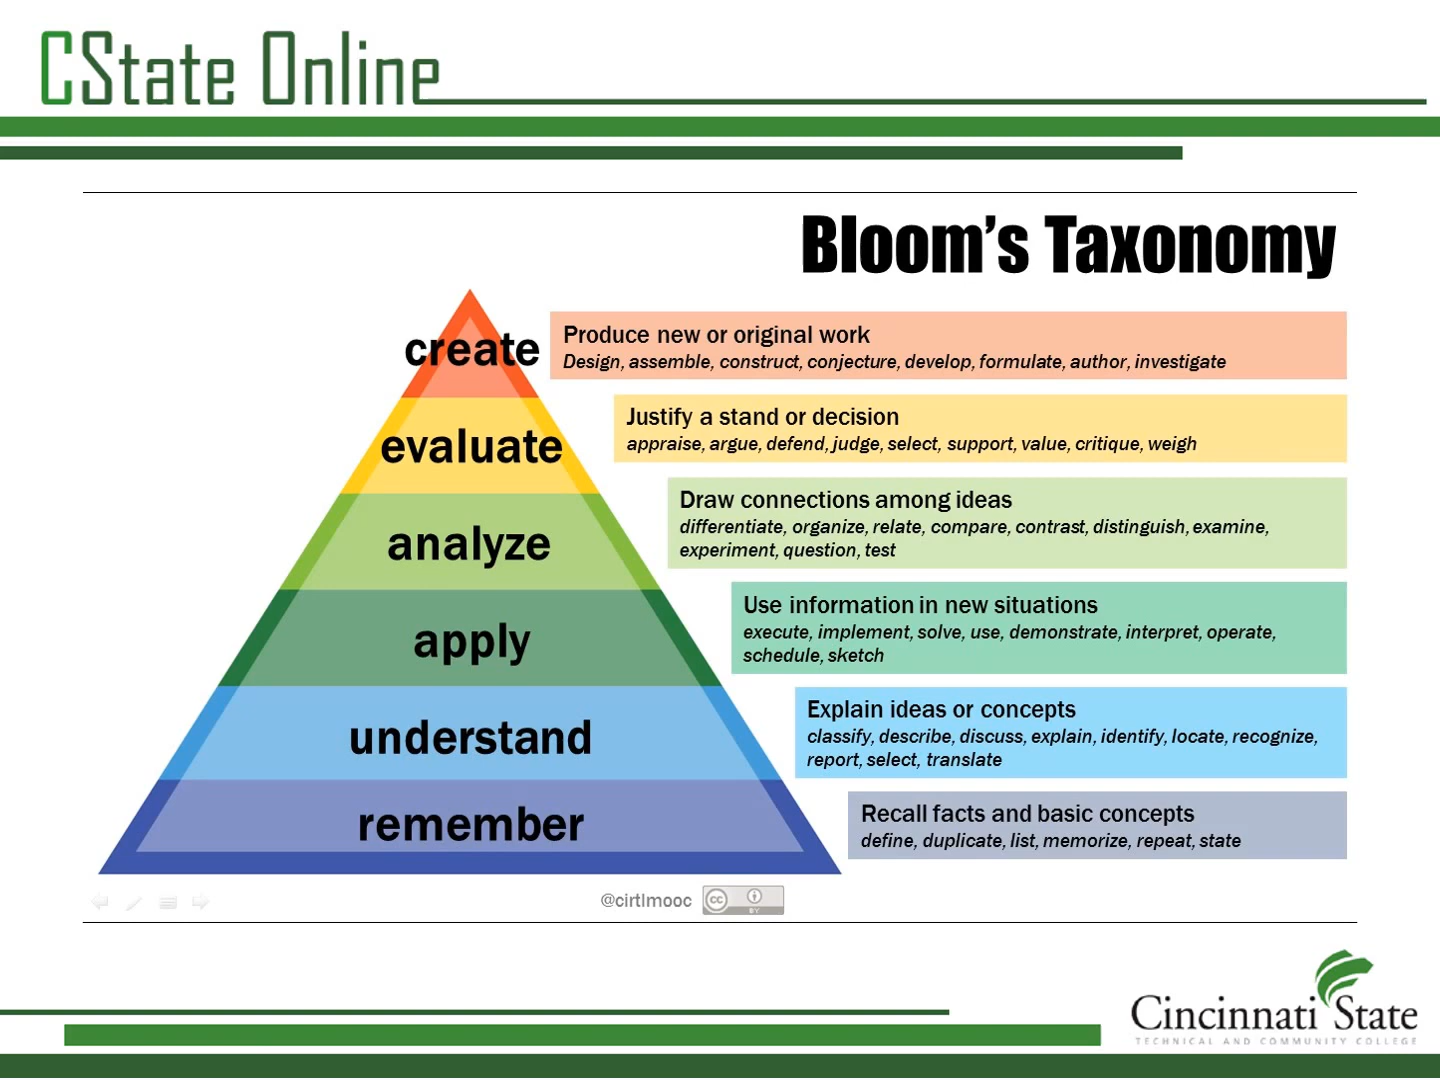 CState Online
Bloom's Taxonomy
create
Produce new or original work
Design, assemble, construct, conjecture, develop, formulate, author, investigate
evaluate
Justify a stand or decision
appraise, argue, defend, judge, select, support, value, critique, weigh
analyze
Draw connections among ideas
differentiate, organize, relate, compare, contrast, distinguish, examine,
experiment, question, test
apply
Use information in new situations
execute, implement, solve, use, demonstrate, interpret, operate,
schedule, sketch
understand
Explain ideas or concepts
classify, describe, discuss, explain, identify, locate, recognize,
report, select, translate
remember
Recall facts and basic concepts
define, duplicate, list, memorize, repeat, state
@cirtlmooc
cc
BY
Cincinnati State
TECHNICAL AND COMMUNITY COLLEGE